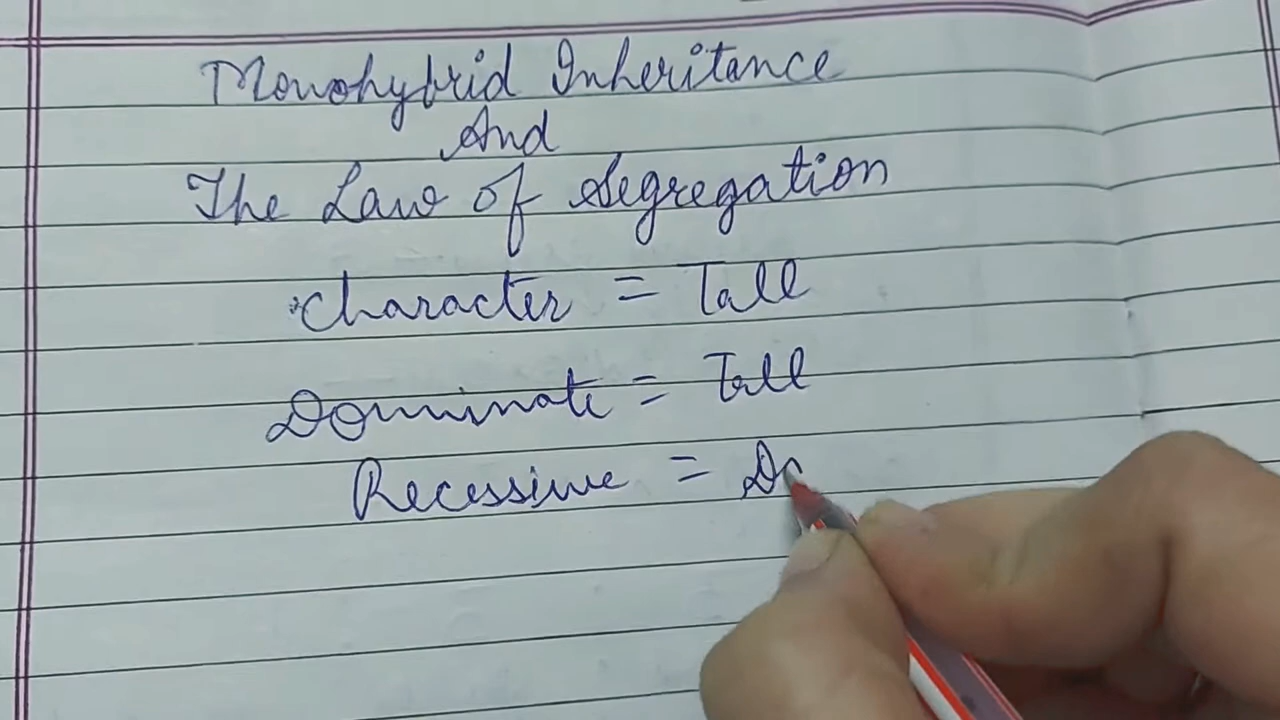 Monohybrid Inheritance
And
The Law of Segregation
Character = Tall
Dominate = Tall
Recessive =